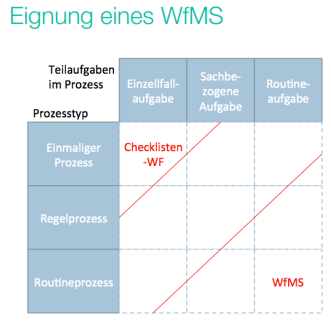 Eignung eines WfMS
Teilaufgaben
im Prozess
Prozesstyp
Einzellfall-
aufgabe
Sachbe-
zogene
Aufgabe
Routine-
aufgabe
Einmaliger
Prozess
Checklisten
-WF
Regelprozess
Routineprozess
WfMS